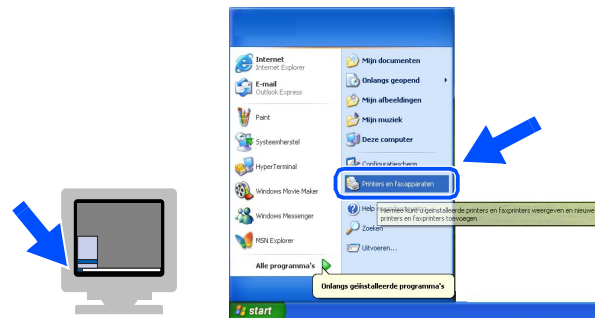 Internet
Internet Explorer
E-mail
Outlook Express
Paint
Systeemherstel
HyperTerminal
Windows Movie Maker
Windows Messenger
MSN Explorer
Alle programma's
Mijn documenten
Onlangs geopend
Mijn afbeeldingen
Mijn muziek
Deze computer
Configuratiescherm
Printers en faxapparaten
Help
Hiermee kunt u geïnstalleerde printers en faxprinters weergeven en nieuwe
printers en faxprinters toevoegen
Zoeken
Uitvoeren...
Onlangs geïnstalleerde programma's
start